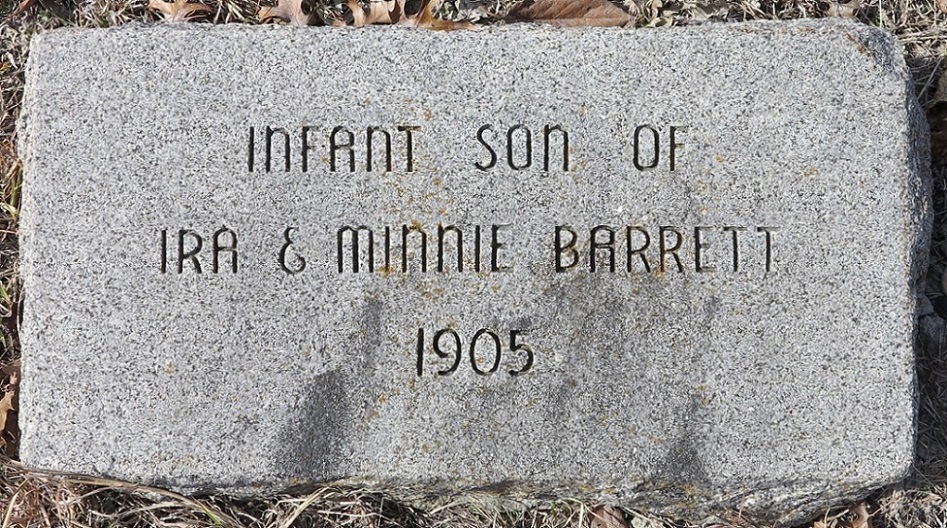 INFANT SON OF
IRA & MINNIE BARRETT
1905